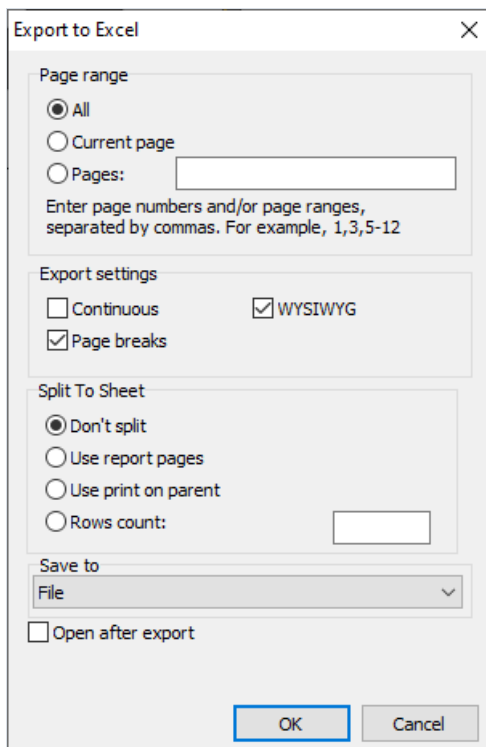 Export to Excel
Page range
All
Current page
Pages:
Enter page numbers and/or page ranges,
separated by commas. For example, 1,3,5-12
Export settings
Continuous WYSIWYG
Page breaks
Split To Sheet
Don't split
Use report pages
Use print on parent
Rows count:
Save to
File
Open after export
OK Cancel